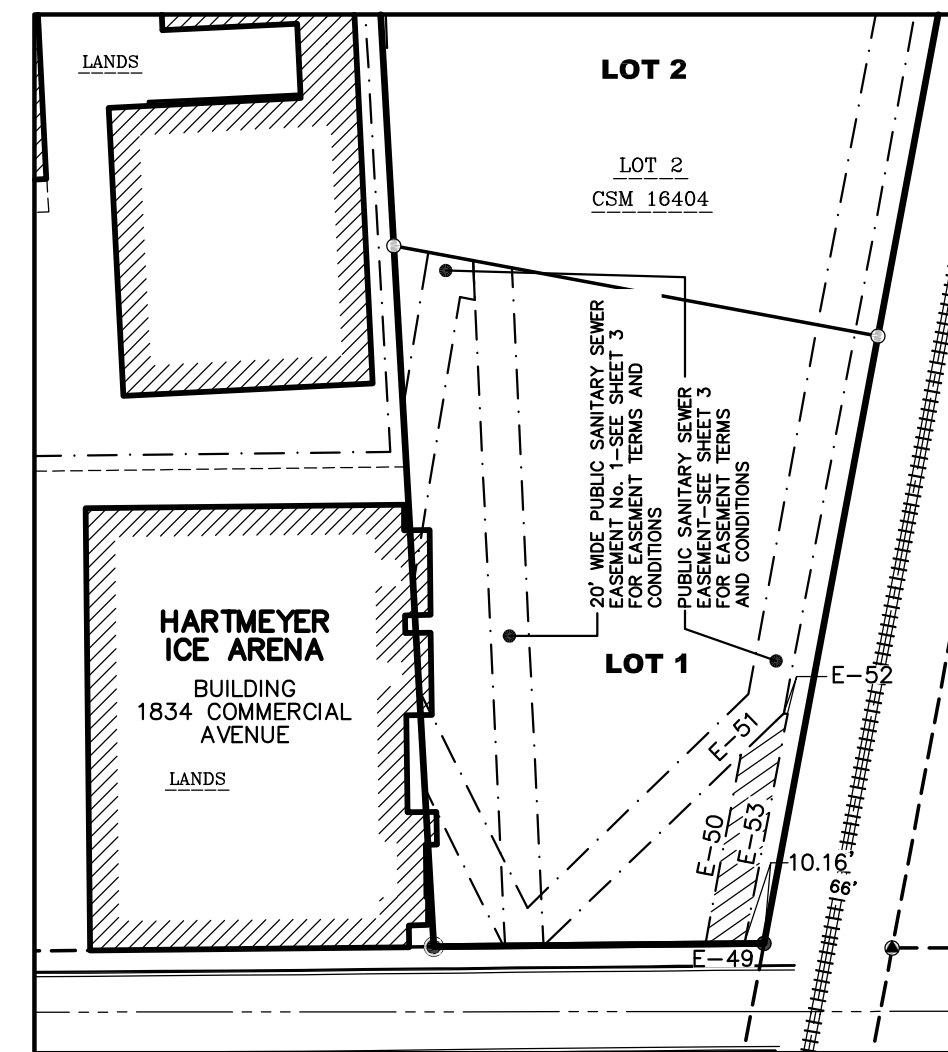 LANDS
LOT 2
LOT 2
CSM 16404
20' WIDE PUBLIC SANITARY SEWER
EASEMENT No. 1-SEE SHEET 3
FOR EASEMENT TERMS AND
CONDITIONS
PUBLIC SANITARY SEWER
EASEMENT-SEE SHEET 3
FOR EASEMENT TERMS
AND CONDITIONS
HARTMEYER
ICE ARENA
BUILDING
1834 COMMERCIAL
AVENUE
LANDS
LOT 1
E-52
E-51
E-50
E-53
10.16'
66'
E-49